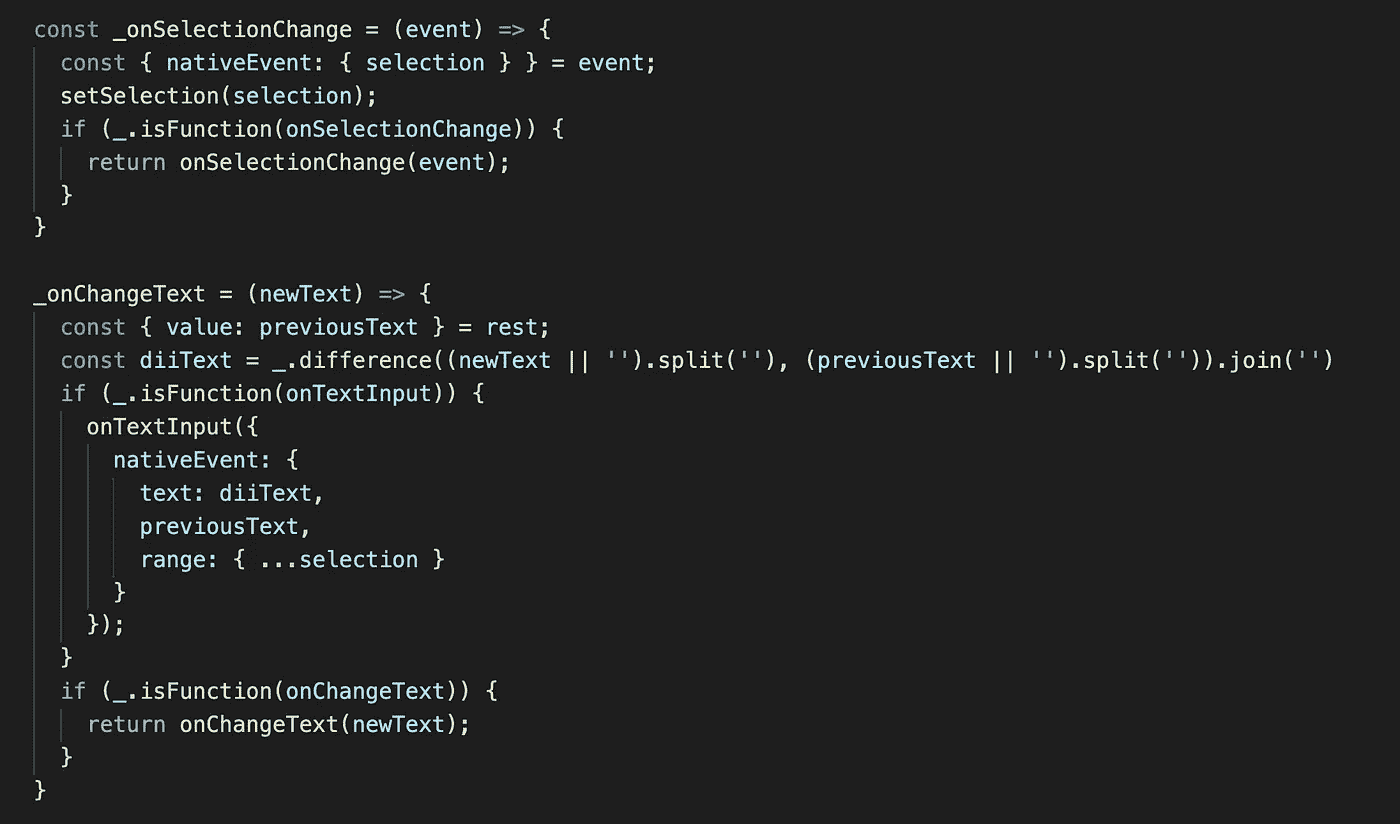 const _onSelectionChange = (event) => {
  const { nativeEvent: { selection } } = event;
  setSelection(selection);
  if (_.isFunction(onSelectionChange)) {
    return onSelectionChange(event);
  }
}

_onChangeText = (newText) => {
  const { value: previousText } = rest;
  const diiText = _.difference((newText || '').split(''), (previousText || '').split('')).join('')
  if (_.isFunction(onTextInput)) {
    onTextInput({
      nativeEvent: {
        text: diiText,
        previousText,
        range: { ...selection }
      }
    });
  }
  if (_.isFunction(onChangeText)) {
    return onChangeText(newText);
  }
}